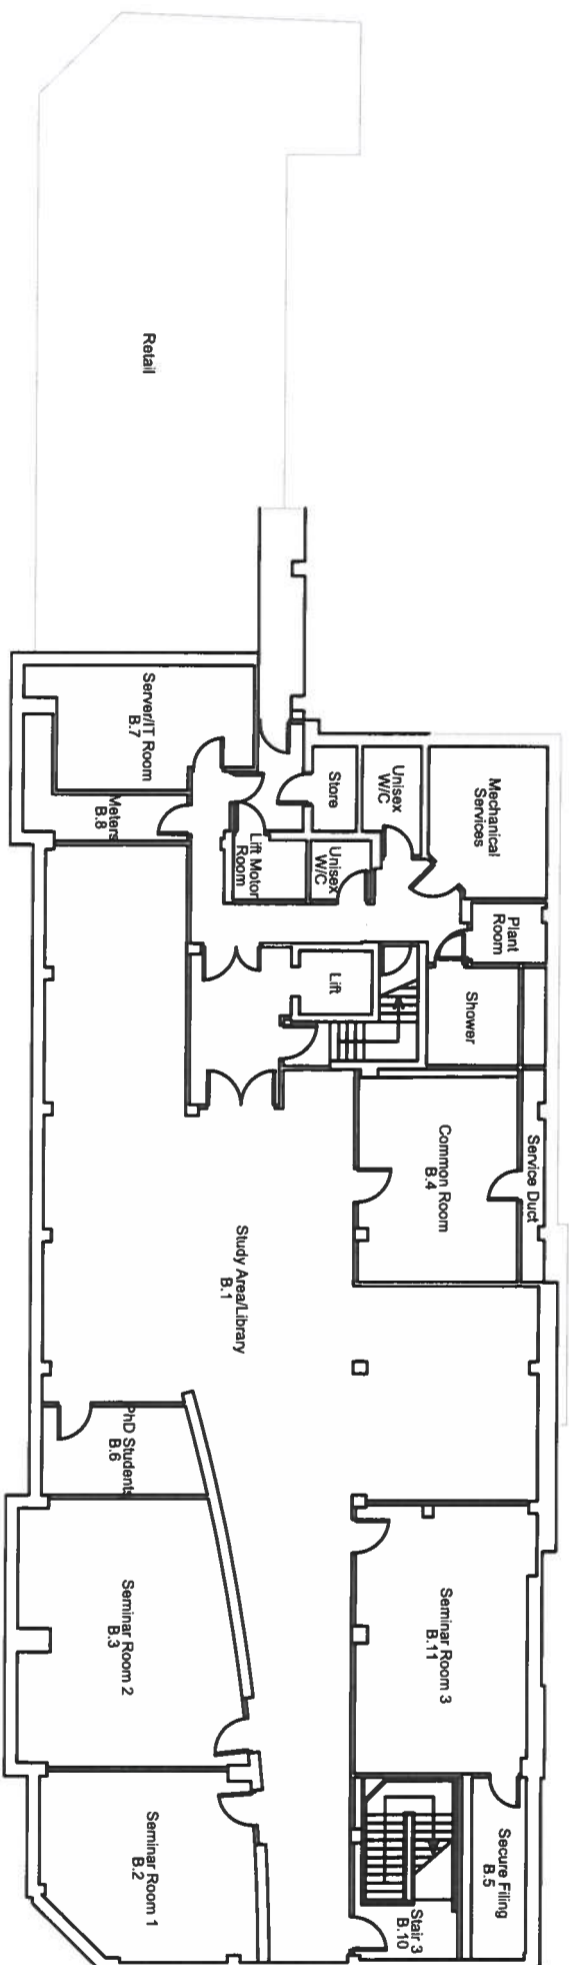 Retail
Server/IT Room
B.7
Meters
B.8
Store
Unisex
W/C
Mechanical
Services
Lift Motor
Room
Unisex
W/C
Plant
Room
Lift
Shower
Common Room
B.4
Service Duct
Study Area/Library
B.1
PhD Students
B.6
Seminar Room 2
B.3
Seminar Room 3
B.11
Seminar Room 1
B.2
Secure Filing
B.5
Stair 3
B.10